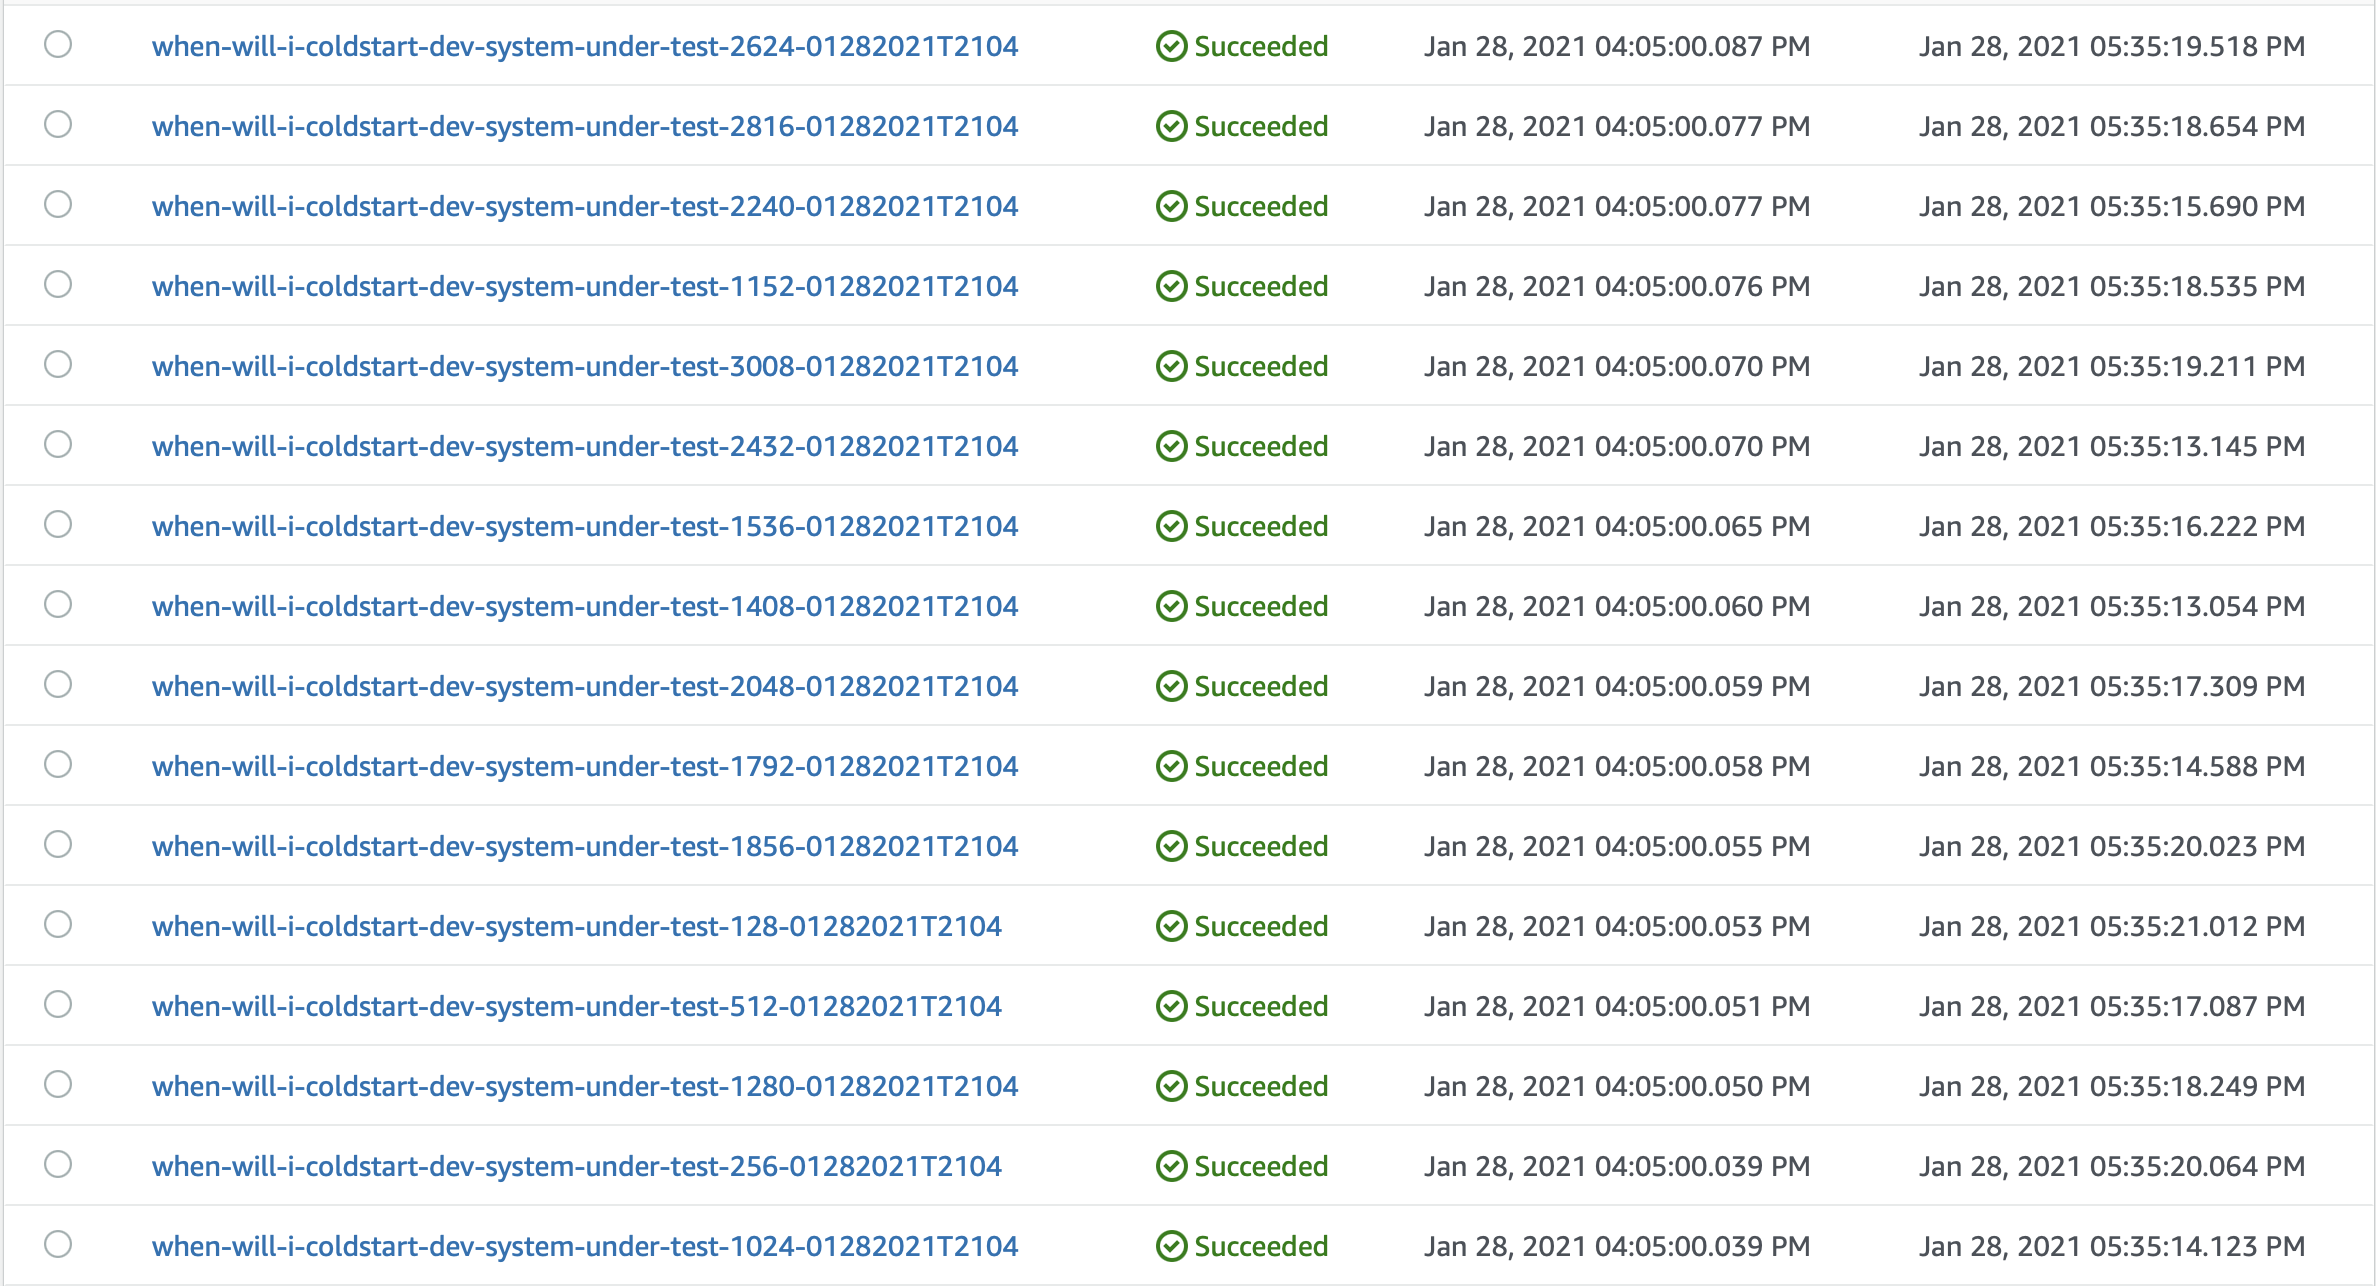 when-will-i-coldstart-dev-system-under-test-2624-01282021T2104 Succeeded Jan 28, 2021 04:05:00.087 PM Jan 28, 2021 05:35:19.518 PM
when-will-i-coldstart-dev-system-under-test-2816-01282021T2104 Succeeded Jan 28, 2021 04:05:00.077 PM Jan 28, 2021 05:35:18.654 PM
when-will-i-coldstart-dev-system-under-test-2240-01282021T2104 Succeeded Jan 28, 2021 04:05:00.077 PM Jan 28, 2021 05:35:15.690 PM
when-will-i-coldstart-dev-system-under-test-1152-01282021T2104 Succeeded Jan 28, 2021 04:05:00.076 PM Jan 28, 2021 05:35:18.535 PM
when-will-i-coldstart-dev-system-under-test-3008-01282021T2104 Succeeded Jan 28, 2021 04:05:00.070 PM Jan 28, 2021 05:35:19.211 PM
when-will-i-coldstart-dev-system-under-test-2432-01282021T2104 Succeeded Jan 28, 2021 04:05:00.070 PM Jan 28, 2021 05:35:13.145 PM
when-will-i-coldstart-dev-system-under-test-1536-01282021T2104 Succeeded Jan 28, 2021 04:05:00.065 PM Jan 28, 2021 05:35:16.222 PM
when-will-i-coldstart-dev-system-under-test-1408-01282021T2104 Succeeded Jan 28, 2021 04:05:00.060 PM Jan 28, 2021 05:35:13.054 PM
when-will-i-coldstart-dev-system-under-test-2048-01282021T2104 Succeeded Jan 28, 2021 04:05:00.059 PM Jan 28, 2021 05:35:17.309 PM
when-will-i-coldstart-dev-system-under-test-1792-01282021T2104 Succeeded Jan 28, 2021 04:05:00.058 PM Jan 28, 2021 05:35:14.588 PM
when-will-i-coldstart-dev-system-under-test-1856-01282021T2104 Succeeded Jan 28, 2021 04:05:00.055 PM Jan 28, 2021 05:35:20.023 PM
when-will-i-coldstart-dev-system-under-test-128-01282021T2104 Succeeded Jan 28, 2021 04:05:00.053 PM Jan 28, 2021 05:35:21.012 PM
when-will-i-coldstart-dev-system-under-test-512-01282021T2104 Succeeded Jan 28, 2021 04:05:00.051 PM Jan 28, 2021 05:35:17.087 PM
when-will-i-coldstart-dev-system-under-test-1280-01282021T2104 Succeeded Jan 28, 2021 04:05:00.050 PM Jan 28, 2021 05:35:18.249 PM
when-will-i-coldstart-dev-system-under-test-256-01282021T2104 Succeeded Jan 28, 2021 04:05:00.039 PM Jan 28, 2021 05:35:20.064 PM
when-will-i-coldstart-dev-system-under-test-1024-01282021T2104 Succeeded Jan 28, 2021 04:05:00.039 PM Jan 28, 2021 05:35:14.123 PM